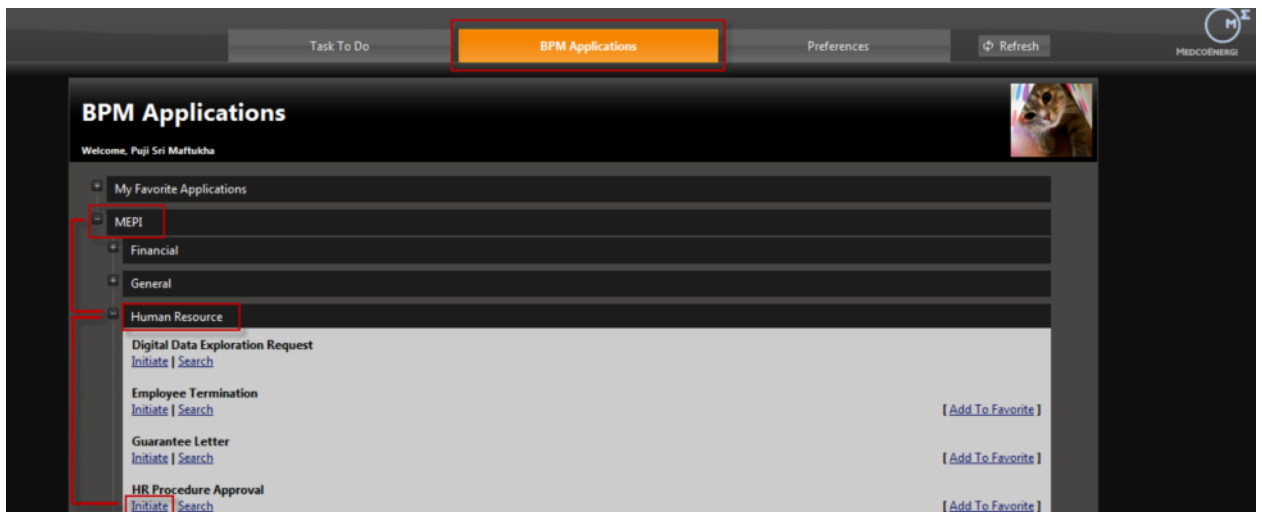 Task To Do
BPM Applications
Preferences
Refresh
MEDCOENERGI
BPM Applications
Welcome, Puji Sri Maftukha
My Favorite Applications
MEPI
Financial
General
Human Resource
Digital Data Exploration Request
Initiate | Search
Employee Termination
Initiate | Search [ Add To Favorite ]
Guarantee Letter
Initiate | Search [ Add To Favorite ]
HR Procedure Approval
Initiate | Search [ Add To Favorite ]